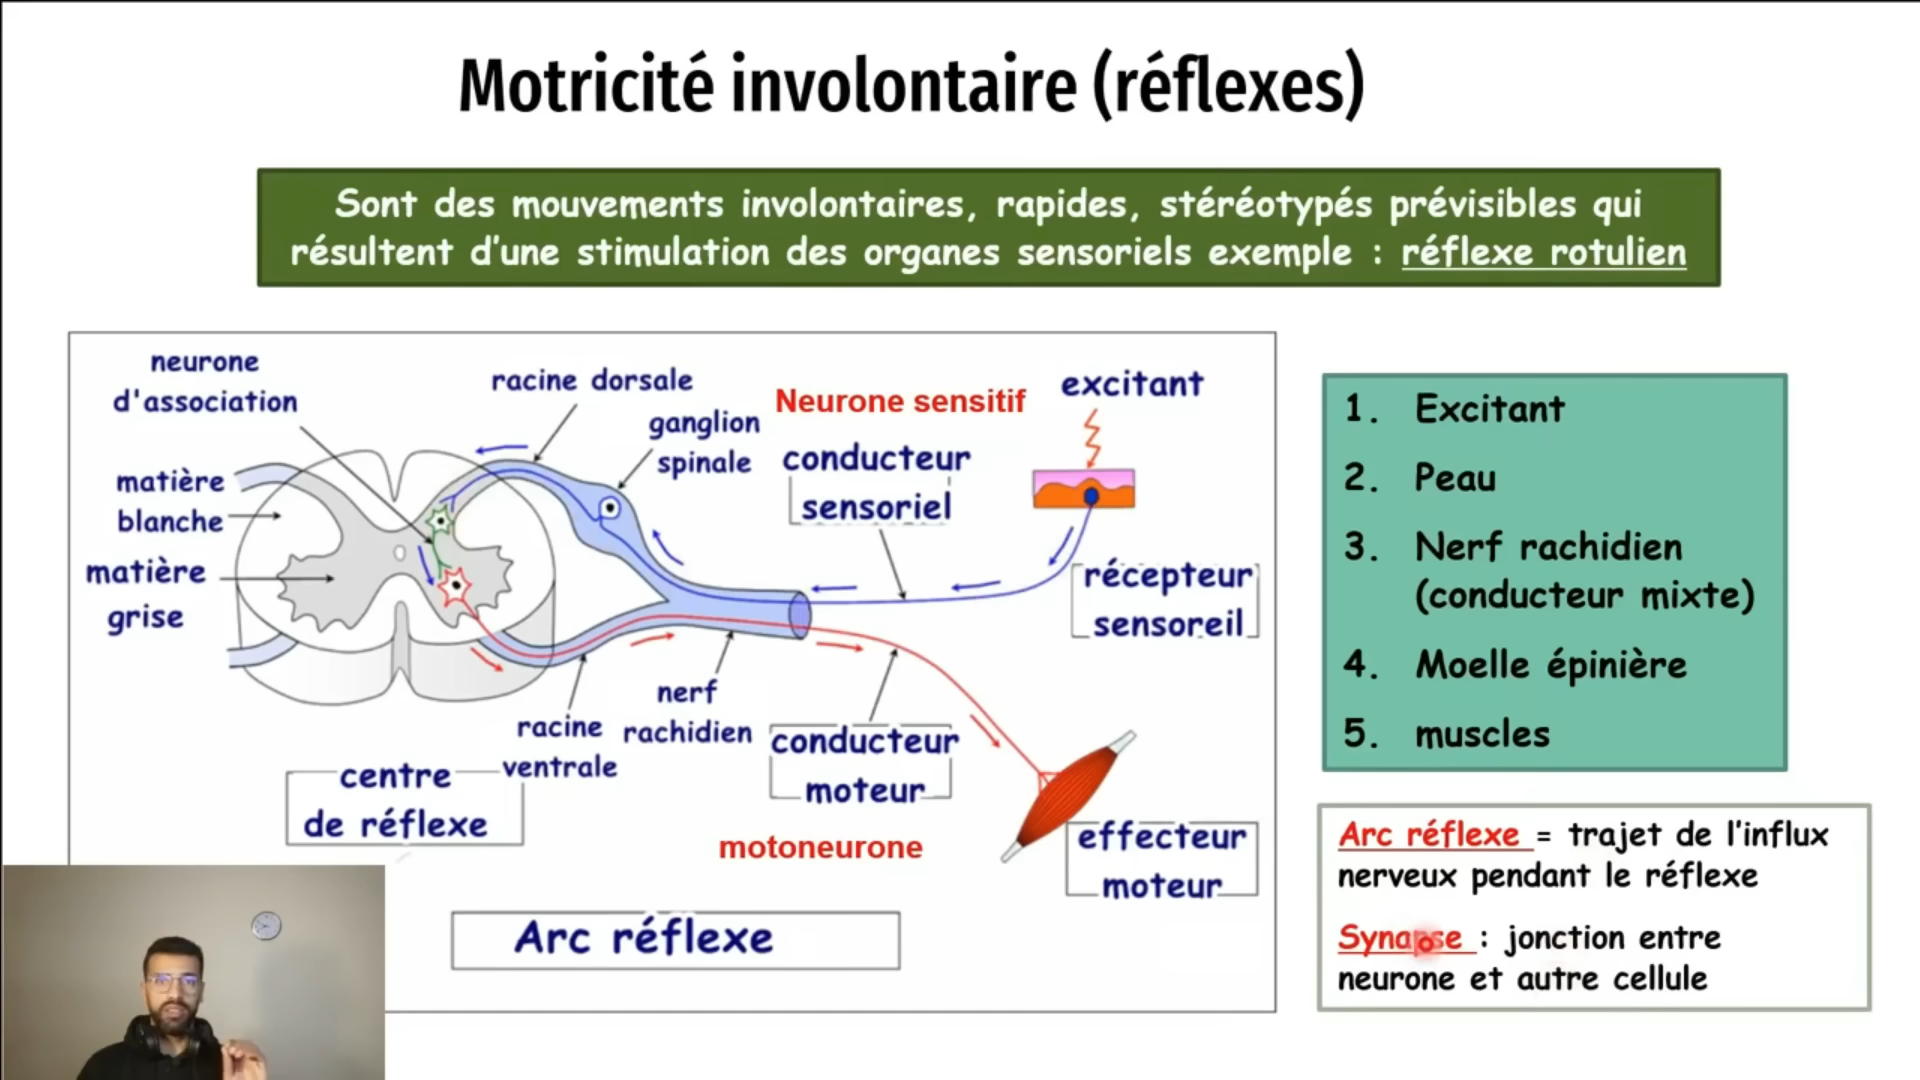 Motricité involontaire (réflexes)
Sont des mouvements involontaires, rapides, stéréotypés prévisibles qui
résultent d'une stimulation des organes sensoriels exemple : réflexe rotulien
neurone
d'association
racine dorsale
ganglion
spinale
Neurone sensitif
conducteur
sensoriel
excitant
matière
blanche
matière
grise
récepteur
sensoreil
nerf
rachidien
racine
ventrale
conducteur
moteur
motoneurone
centre
de réflexe
effecteur
moteur
Arc réflexe
1. Excitant
2. Peau
3. Nerf rachidien
(conducteur mixte)
4. Moelle épinière
5. muscles
Arc réflexe = trajet de l'influx
nerveux pendant le réflexe
Synapse : jonction entre
neurone et autre cellule